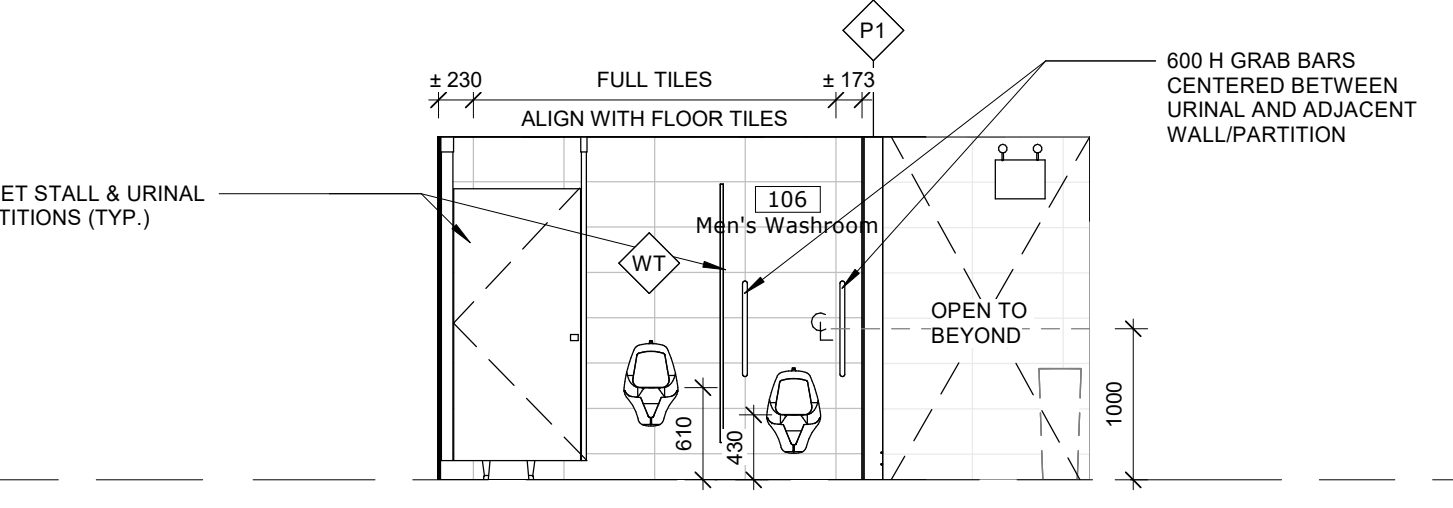 P1
600 H GRAB BARS
CENTERED BETWEEN
URINAL AND ADJACENT
WALL/PARTITION
± 230
FULL TILES
± 173
ALIGN WITH FLOOR TILES
ET STALL & URINAL
TITIONS (TYP.)
106
Men's Washroom
WT
OPEN TO
BEYOND
610
430
1000